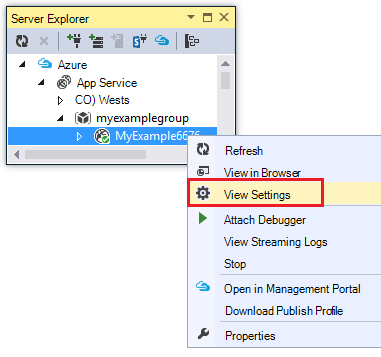 Server Explorer
Azure
App Service
CO) Wests
myexamplegroup
MyExample6676
Refresh
View in Browser
View Settings
Attach Debugger
View Streaming Logs
Stop
Open in Management Portal
Download Publish Profile
Properties